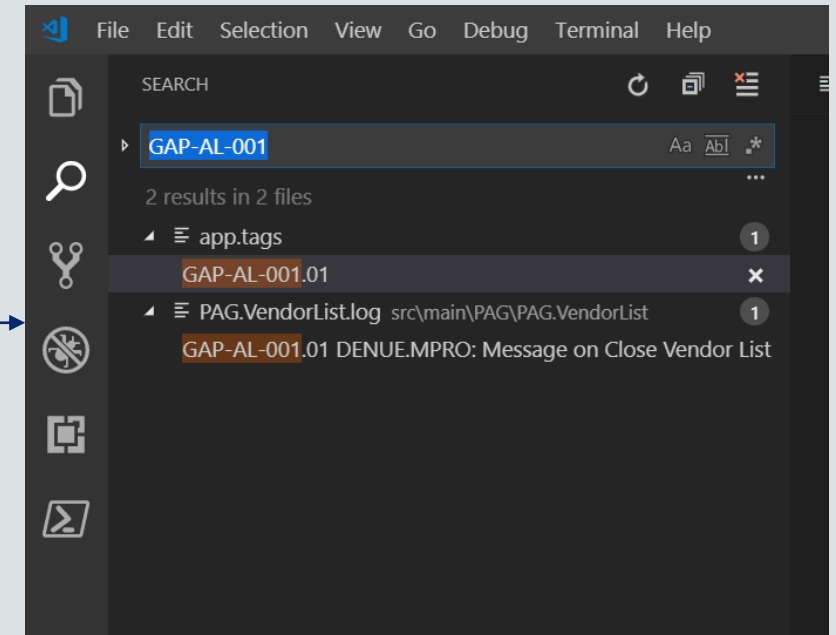 File Edit Selection View Go Debug Terminal Help
SEARCH
GAP-AL-001 Aa Abl .*
...
2 results in 2 files
app.tags 1
GAP-AL-001.01
PAG.VendorList.log src\main\PAG\PAG.VendorList 1
GAP-AL-001.01 DENUE.MPRO: Message on Close Vendor List